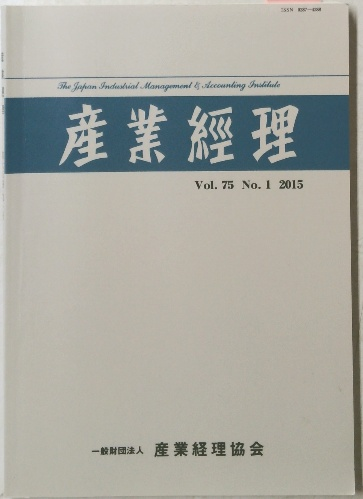 The Japan Industrial Management & Accounting Institute
産業經理
Vol. 75 No. 1 2015
一般財団法人 産業経理協会